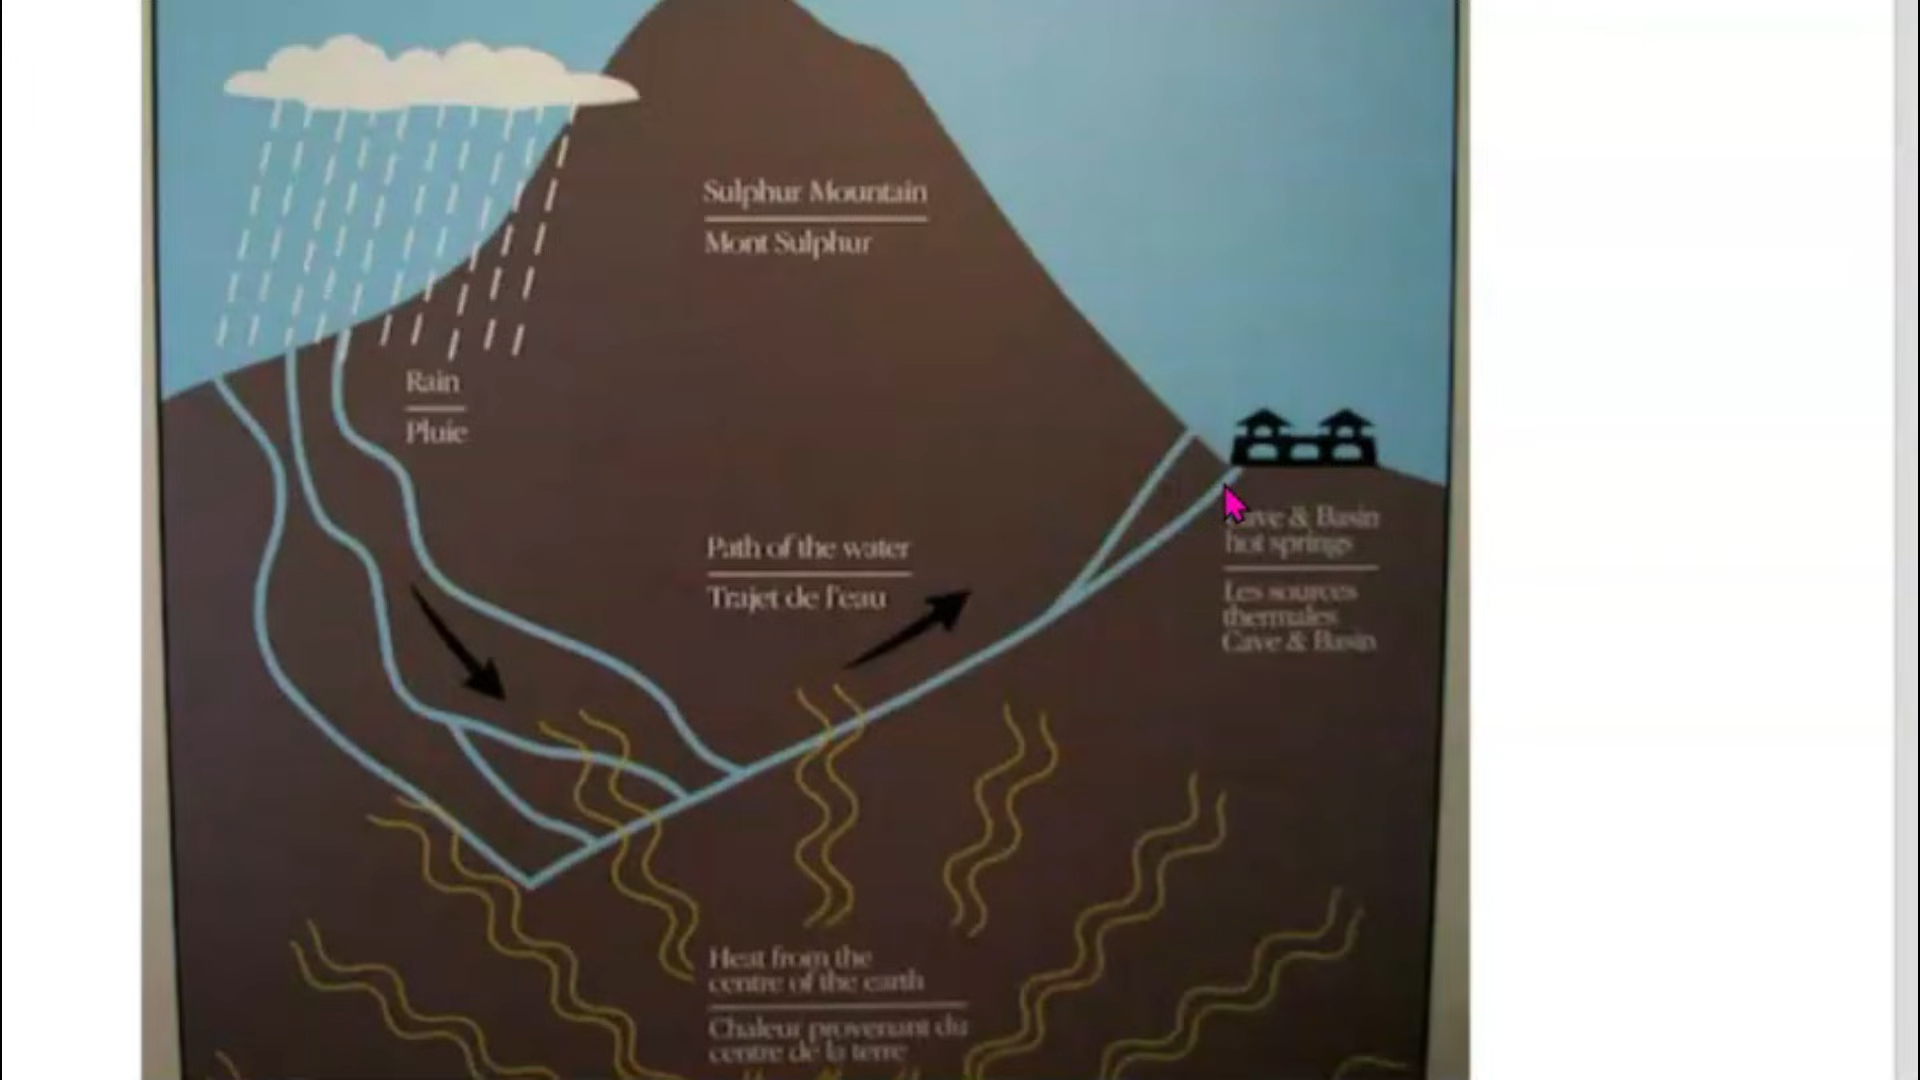 Sulphur Mountain
Mont Sulphur
Rain
Pluie
Path of the water
Trajet de l'eau
Cave & Basin
hot springs
Les sources
thermales
Cave & Basin
Heat from the
centre of the earth
Chaleur provenant du
centre de la terre